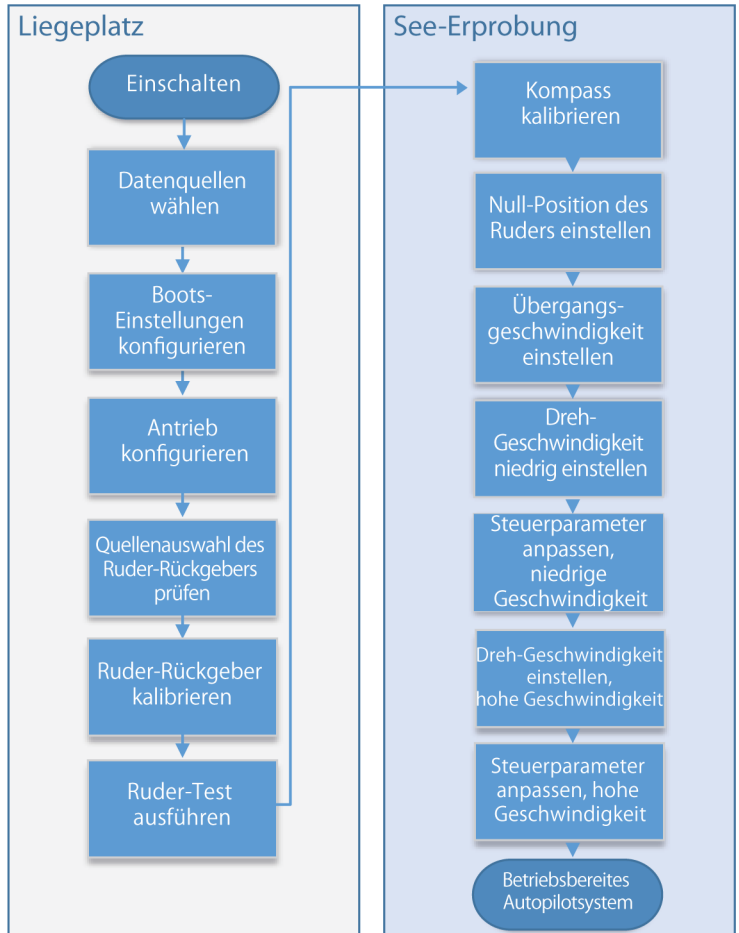 Liegeplatz
Einschalten
Datenquellen
wählen
Boots-
Einstellungen
konfigurieren
Antrieb
konfigurieren
Quellenauswahl des
Ruder-Rückgebers
prüfen
Ruder-Rückgeber
kalibrieren
Ruder-Test
ausführen
See-Erprobung
Kompass
kalibrieren
Null-Position des
Ruders einstellen
Übergangs-
geschwindigkeit
einstellen
Dreh-
Geschwindigkeit
niedrig einstellen
Steuerparameter
anpassen,
niedrige
Geschwindigkeit
Dreh-Geschwindigkeit
einstellen,
hohe Geschwindigkeit
Steuerparameter
anpassen, hohe
Geschwindigkeit
Betriebsbereites
Autopilotsystem